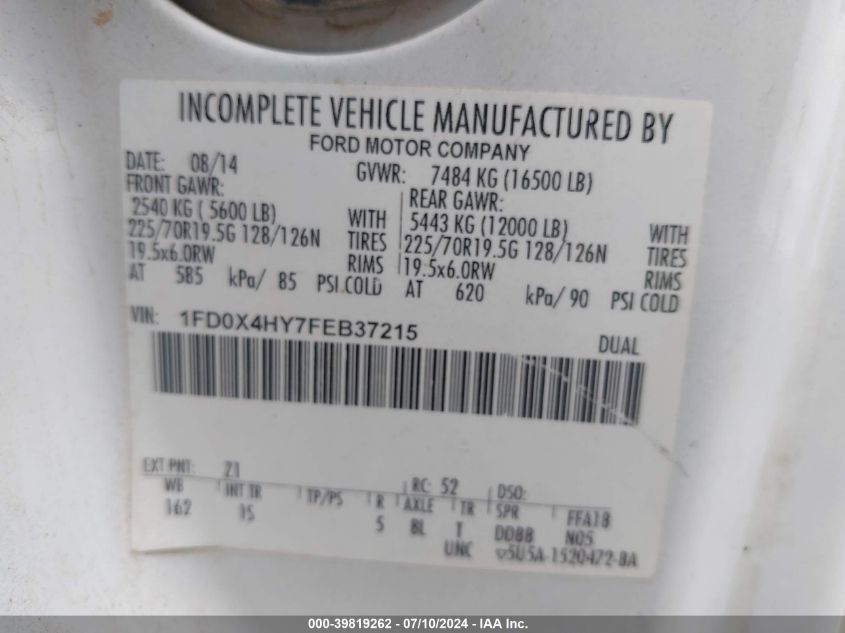 INCOMPLETE VEHICLE MANUFACTURED BY
FORD MOTOR COMPANY
DATE: 08/14 GVWR: 7484 KG (16500 LB)
FRONT GAWR: REAR GAWR:
2540 KG ( 5600 LB) WITH 5443 KG (12000 LB) WITH
225/70R19.5G 128/126N TIRES 225/70R19.5G 128/126N TIRES
19.5x6.0RW RIMS 19.5x6.0RW RIMS
AT 585 kPa/ 85 PSI COLD AT 620 kPa/ 90 PSI COLD
VIN: 1FD0X4HY7FEB37215 DUAL
EXT PNT: Z1 RC: 52 DSO:
WB INT TR TP/PS R AXLE TR SPR FFA18
162 15 5 8L T DDBB N05
UNC ▽5U5A-1520472-BA
000-39819262 - 07/10/2024 - IAA Inc.